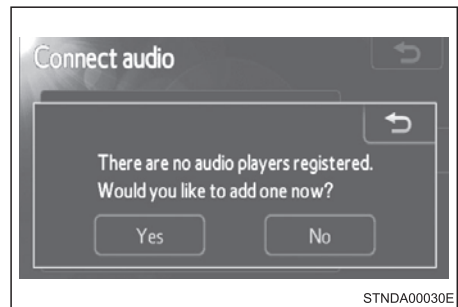 Connect audio
There are no audio players registered.
Would you like to add one now?
Yes
No
STNDA00030E